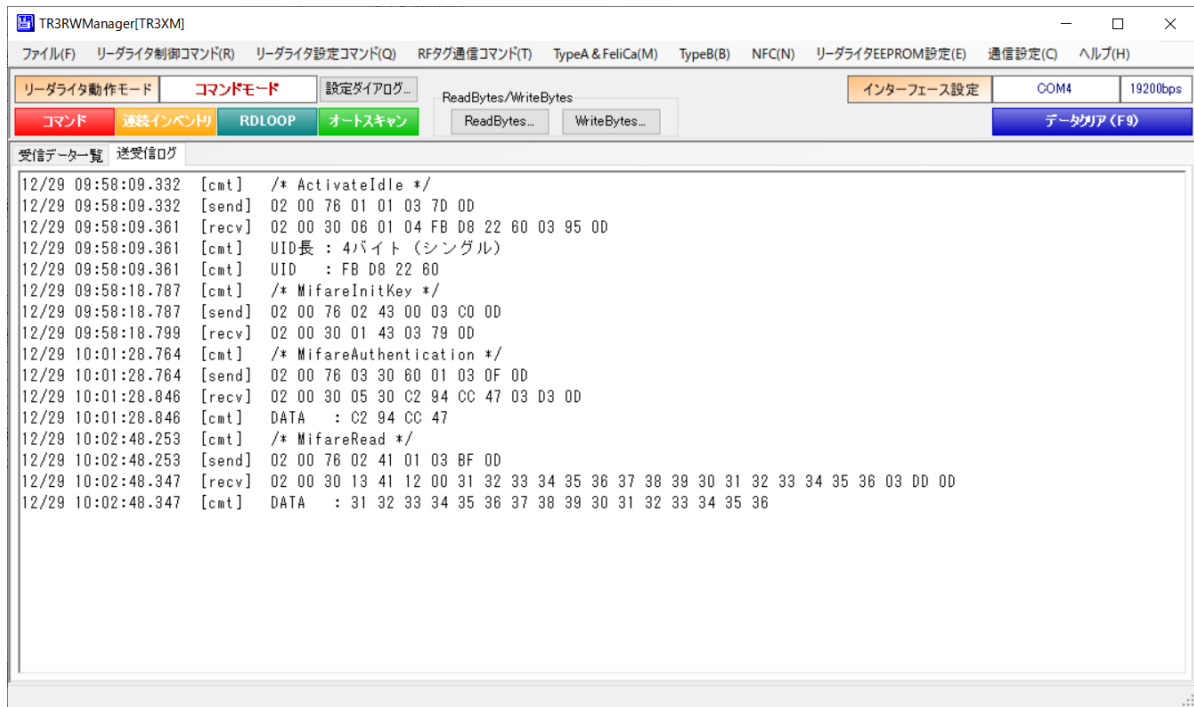 TR3RWManager[TR3XM]
ファイル(F) リーダライタ制御コマンド(R) リーダライタ設定コマンド(Q) RFタグ通信コマンド(T) TypeA & FeliCa(M) TypeB(B) NFC(N) リーダライタEEPROM設定(E) 通信設定(C) ヘルプ(H)
リーダライタ動作モード コマンドモード 設定ダイアログ... ReadBytes/WriteBytes インターフェース設定 COM4 19200bps
コマンド 連続インベントリ RDLOOP オートスキャン ReadBytes... WriteBytes... データクリア (F9)
受信データ一覧 送受信ログ
12/29 09:58:09.332 [cmt] /* ActivateIdle */
12/29 09:58:09.332 [send] 02 00 76 01 01 03 7D 0D
12/29 09:58:09.361 [recv] 02 00 30 06 01 04 FB D8 22 60 03 95 0D
12/29 09:58:09.361 [cmt] UID長 : 4バイト (シングル)
12/29 09:58:09.361 [cmt] UID : FB D8 22 60
12/29 09:58:18.787 [cmt] /* MifareInitKey */
12/29 09:58:18.787 [send] 02 00 76 02 43 00 03 C0 0D
12/29 09:58:18.799 [recv] 02 00 30 01 43 03 79 0D
12/29 10:01:28.764 [cmt] /* MifareAuthentication */
12/29 10:01:28.764 [send] 02 00 76 03 30 60 01 03 0F 0D
12/29 10:01:28.846 [recv] 02 00 30 05 30 C2 94 CC 47 03 D3 0D
12/29 10:01:28.846 [cmt] DATA : C2 94 CC 47
12/29 10:02:48.253 [cmt] /* MifareRead */
12/29 10:02:48.253 [send] 02 00 76 02 41 01 03 BF 0D
12/29 10:02:48.347 [recv] 02 00 30 13 41 12 00 31 32 33 34 35 36 37 38 39 30 31 32 33 34 35 36 03 DD 0D
12/29 10:02:48.347 [cmt] DATA : 31 32 33 34 35 36 37 38 39 30 31 32 33 34 35 36